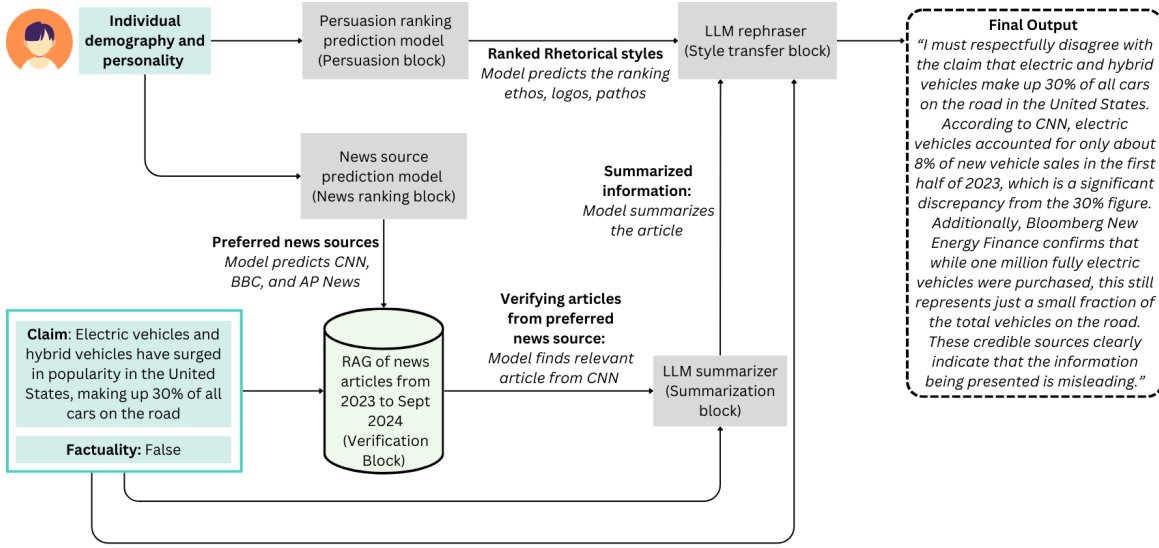 Individual
demography and
personality
Persuasion ranking
prediction model
(Persuasion block)
Ranked Rhetorical styles
Model predicts the ranking
ethos, logos, pathos
LLM rephraser
(Style transfer block)
News source
prediction model
(News ranking block)
Preferred news sources
Model predicts CNN,
BBC, and AP News
Summarized
information:
Model summarizes
the article
Claim: Electric vehicles and
hybrid vehicles have surged
in popularity in the United
States, making up 30% of all
cars on the road
Factuality: False
RAG of news
articles from
2023 to Sept
2024
(Verification
Block)
Verifying articles
from preferred
news source:
Model finds relevant
article from CNN
LLM summarizer
(Summarization
block)
Final Output
“I must respectfully disagree with
the claim that electric and hybrid
vehicles make up 30% of all cars
on the road in the United States.
According to CNN, electric
vehicles accounted for only about
8% of new vehicle sales in the first
half of 2023, which is a significant
discrepancy from the 30% figure.
Additionally, Bloomberg New
Energy Finance confirms that
while one million fully electric
vehicles were purchased, this still
represents just a small fraction of
the total vehicles on the road.
These credible sources clearly
indicate that the information
being presented is misleading.”